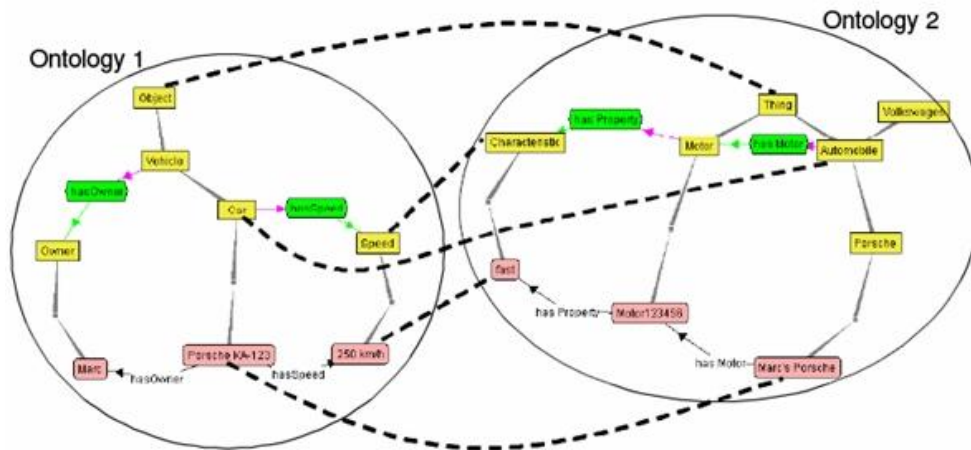 Ontology 1
Object
Vehicle
hasOwner
Car
hasSpeed
Owner
Speed
Marc
hasOwner
Porsche KA-123
hasSpeed
250 km/h
Ontology 2
Thing
Volkswagen
has Property
Characteristic
Motor
has Motor
Automobile
Porsche
fast
has Property
Motor123456
has Motor
Marc's Porsche